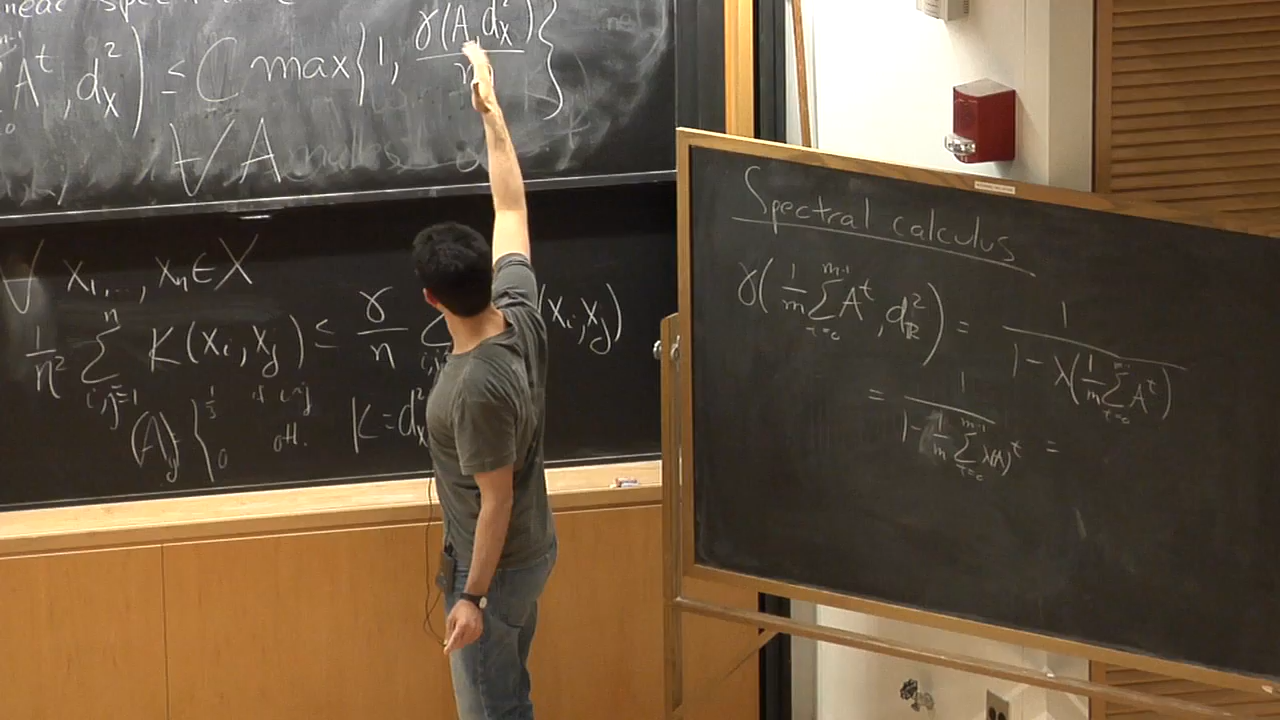 near spac
A^t, d_X^2) ≤ C max{1, γ(A, d_X^2)/m}
∀ A
∀ x_1, ..., x_n ∈ X
1/n^2 Σ_{i,j=1}^n K(x_i, x_j) ≤ γ/n Σ (x_i, x_j)
(A)_{ij} { 1/3 if i~j
0 oth. K = d_X^2
Spectral calculus
γ( 1/m Σ_{t=0}^{m-1} A^t, d_ℝ^2 ) = 1 / (1 - λ( 1/m Σ_{t=0}^{m-1} A^t ))
= 1 / (1 - 1/m Σ_{t=0}^{m-1} λ(A)^t) =